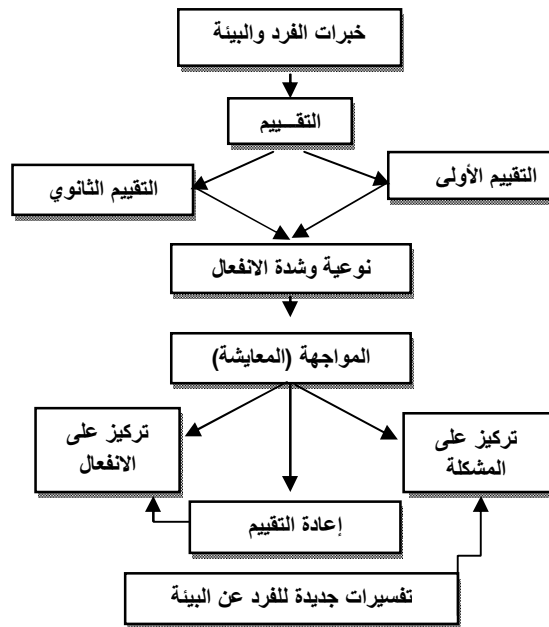 خبرات الفرد والبيئة
التقـــييم
التقييم الأولى
التقييم الثانوي
نوعية وشدة الانفعال
المواجهة (المعايشة)
تركيز على
المشكلة
تركيز على
الانفعال
إعادة التقييم
تفسيرات جديدة للفرد عن البيئة